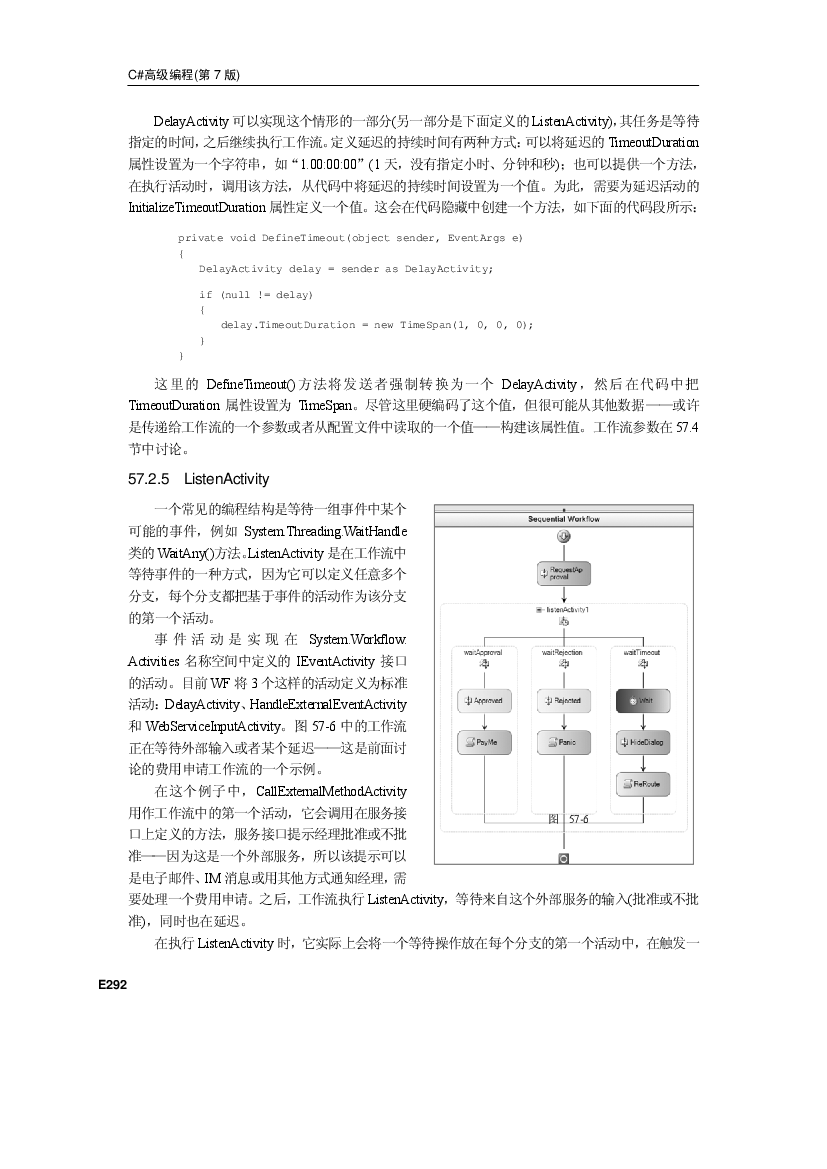 C#高级编程(第 7 版)
DelayActivity 可以实现这个情形的一部分(另一部分是下面定义的 ListenActivity)，其任务是等待
指定的时间，之后继续执行工作流。定义延迟的持续时间有两种方式：可以将延迟的 TimeoutDuration
属性设置为一个字符串，如“1.00:00:00”(1 天，没有指定小时、分钟和秒)；也可以提供一个方法，
在执行活动时，调用该方法，从代码中将延迟的持续时间设置为一个值。为此，需要为延迟活动的
InitializeTimeoutDuration 属性定义一个值。这会在代码隐藏中创建一个方法，如下面的代码段所示：
private void DefineTimeout(object sender, EventArgs e)
{
DelayActivity delay = sender as DelayActivity;
if (null != delay)
{
delay.TimeoutDuration = new TimeSpan(1, 0, 0, 0);
}
}
这里的 DefineTimeout()方法将发送者强制转换为一个 DelayActivity，然后在代码中把
TimeoutDuration 属性设置为 TimeSpan。尽管这里硬编码了这个值，但很可能从其他数据——或许
是传递给工作流的一个参数或者从配置文件中读取的一个值——构建该属性值。工作流参数在 57.4
节中讨论。
57.2.5 ListenActivity
一个常见的编程结构是等待一组事件中某个
可能的事件，例如 System.Threading.WaitHandle
类的 WaitAny()方法。ListenActivity 是在工作流中
等待事件的一种方式，因为它可以定义任意多个
分支，每个分支都把基于事件的活动作为该分支
的第一个活动。
事件活动是实现在 System.Workflow.
Activities 名称空间中定义的 IEventActivity 接口
的活动。目前 WF 将 3 个这样的活动定义为标准
活动：DelayActivity、HandleExternalEventActivity
和 WebServiceInputActivity。图 57-6 中的工作流
正在等待外部输入或者某个延迟——这是前面讨
论的费用申请工作流的一个示例。
在这个例子中，CallExternalMethodActivity
用作工作流中的第一个活动，它会调用在服务接
口上定义的方法，服务接口提示经理批准或不批
准——因为这是一个外部服务，所以该提示可以
是电子邮件、IM 消息或用其他方式通知经理，需
要处理一个费用申请。之后，工作流执行 ListenActivity，等待来自这个外部服务的输入(批准或不批
准)，同时也在延迟。
在执行 ListenActivity 时，它实际上会将一个等待操作放在每个分支的第一个活动中，在触发一
Sequential Workflow
RequestAp
proval
listenActivity1
waitApproval
waitRejection
waitTimeout
Approved
Rejected
Wait
PayMe
Panic
HideDialog
ReRoute
图 57-6
E292